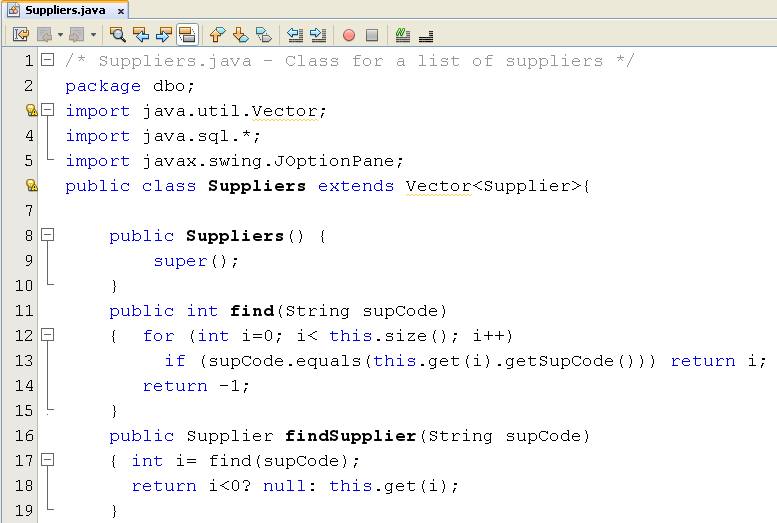 Suppliers.java
1 /* Suppliers.java - Class for a list of suppliers */
2 package dbo;
import java.util.Vector;
4 import java.sql.*;
5 import javax.swing.JOptionPane;
public class Suppliers extends Vector<Supplier>{
7
8 public Suppliers() {
9 super();
10 }
11 public int find(String supCode)
12 { for (int i=0; i< this.size(); i++)
13 if (supCode.equals(this.get(i).getSupCode())) return i;
14 return -1;
15 }
16 public Supplier findSupplier(String supCode)
17 { int i= find(supCode);
18 return i<0? null: this.get(i);
19 }